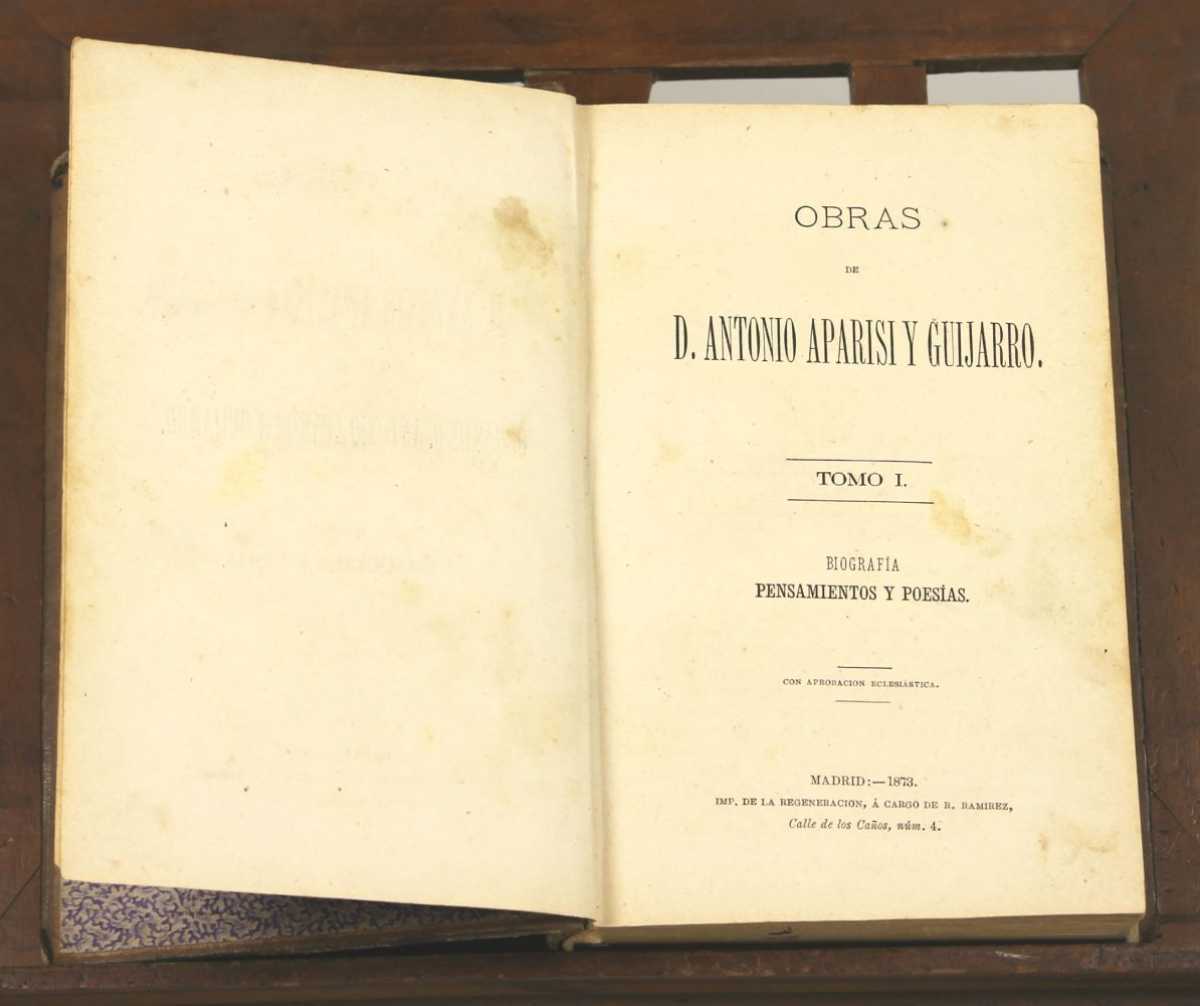 OBRAS
DE
D. ANTONIO APARISI Y GUIJARRO.
TOMO I.
BIOGRAFÍA
PENSAMIENTOS Y POESÍAS.
CON APROBACION ECLESIÁSTICA.
MADRID:—1873.
IMP. DE LA REGENERACION, Á CARGO DE R. RAMIREZ,
Calle de los Caños, núm. 4.